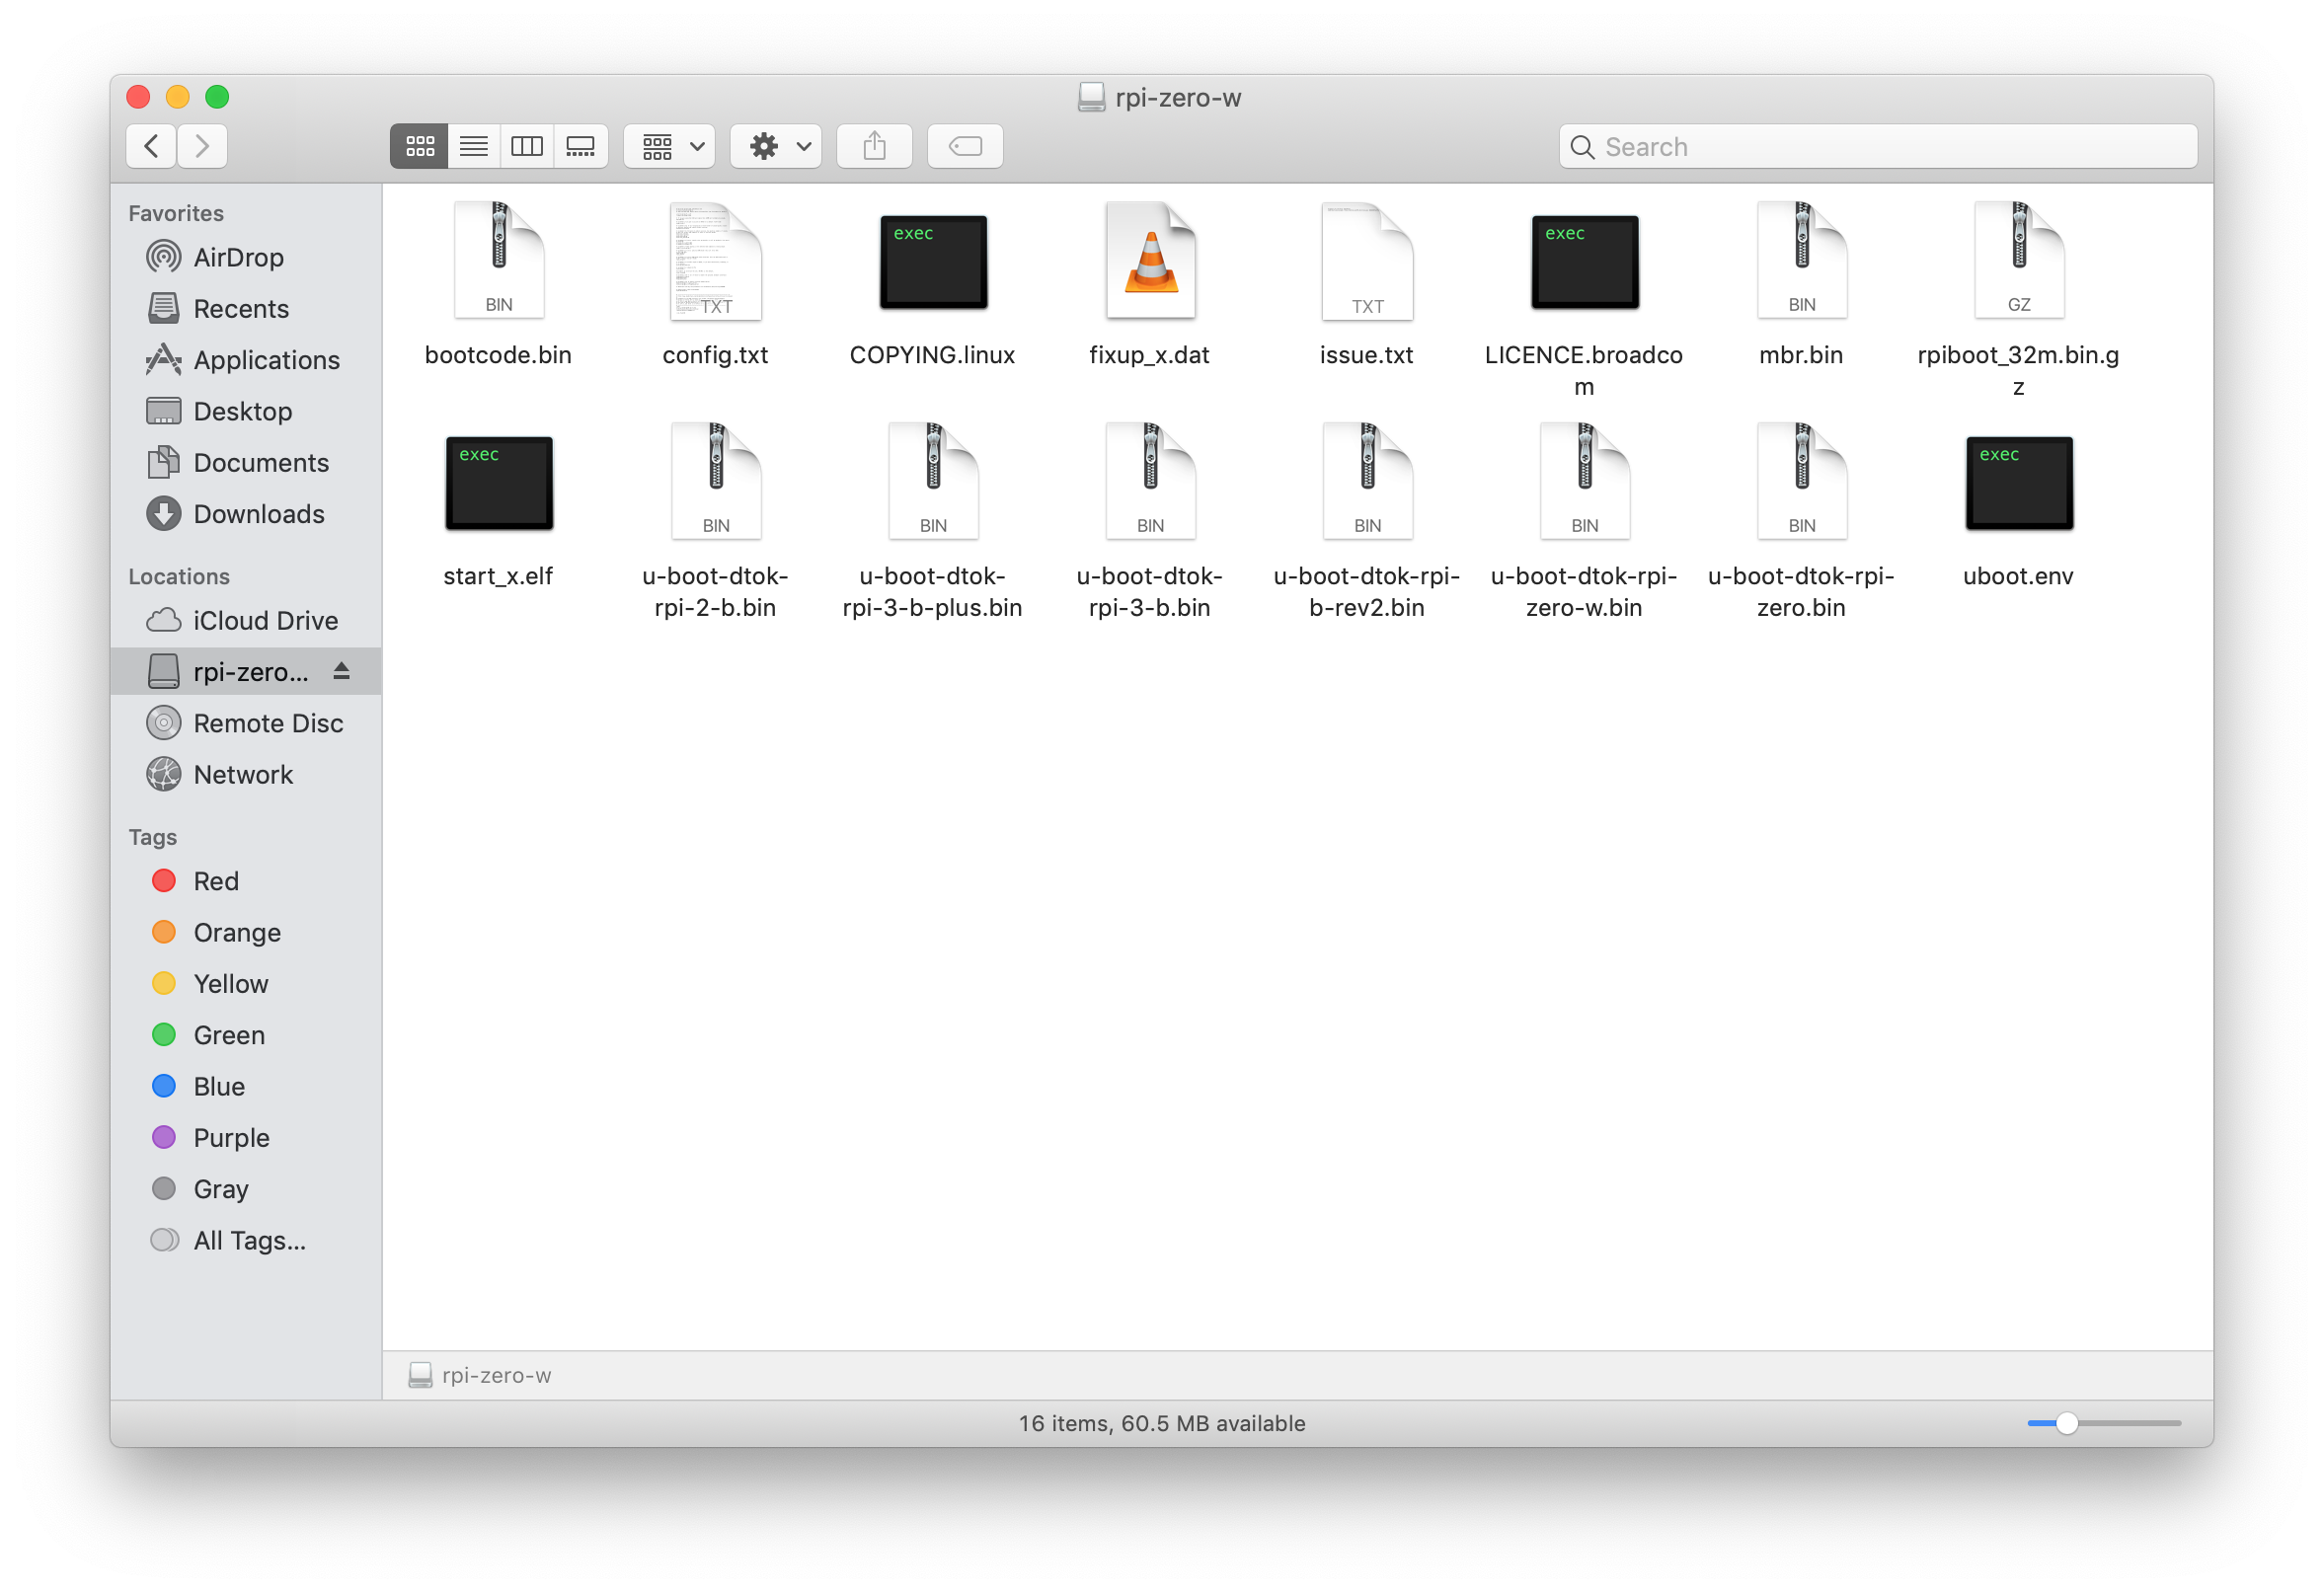 rpi-zero-w
Search
Favorites
AirDrop
Recents
Applications
Desktop
Documents
Downloads
Locations
iCloud Drive
rpi-zero...
Remote Disc
Network
Tags
Red
Orange
Yellow
Green
Blue
Purple
Gray
All Tags...
BIN
TXT
exec
TXT
exec
BIN
GZ
bootcode.bin
config.txt
COPYING.linux
fixup_x.dat
issue.txt
LICENCE.broadco
m
mbr.bin
rpiboot_32m.bin.g
z
exec
BIN
BIN
BIN
BIN
BIN
BIN
exec
start_x.elf
u-boot-dtok-
rpi-2-b.bin
u-boot-dtok-
rpi-3-b-plus.bin
u-boot-dtok-
rpi-3-b.bin
u-boot-dtok-rpi-
b-rev2.bin
u-boot-dtok-rpi-
zero-w.bin
u-boot-dtok-rpi-
zero.bin
uboot.env
rpi-zero-w
16 items, 60.5 MB available